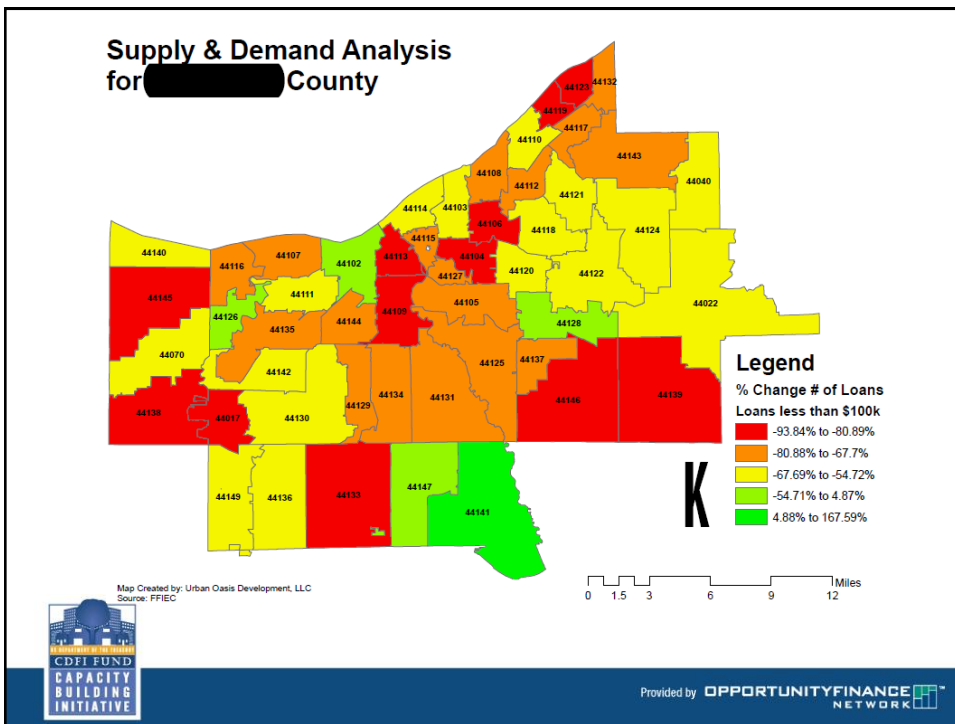 Supply & Demand Analysis
for County
44132
44123
44119
44117
44110
44143
44108
44040
44112
44121
44114
44103
44106
44118
44124
44115
44140
44107
44113
44104
44116
44102
44120
44122
44127
44145
44111
44105
44022
44109
44126
44128
44135
44144
44070
44125
44137
44142
44134
44131
44146
44139
44129
44138
44017
44130
44133
44147
44149
44136
44141
Legend
% Change # of Loans
Loans less than $100k
-93.84% to -80.89%
-80.88% to -67.7%
-67.69% to -54.72%
-54.71% to 4.87%
4.88% to 167.59%
K
Map Created by: Urban Oasis Development, LLC
Source: FFIEC
Miles
0 1.5 3 6 9 12
US DEPARTMENT OF THE TREASURY
CDFI FUND
CAPACITY
BUILDING
INITIATIVE
Provided by OPPORTUNITYFINANCE ™
NETWORK